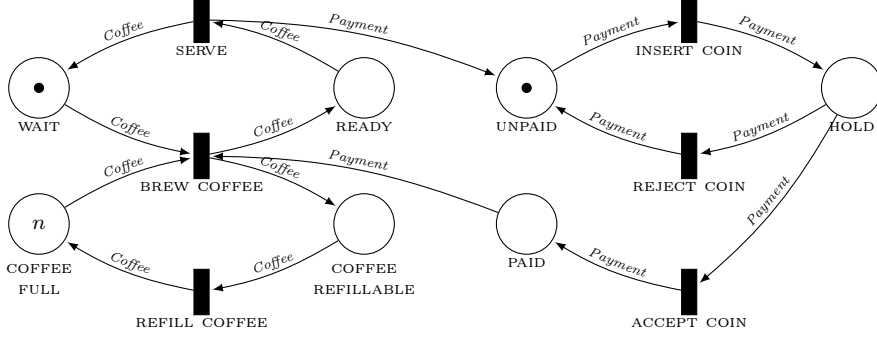 Coffee
Coffee
Payment
Payment
Payment
SERVE
INSERT COIN
WAIT
READY
UNPAID
HOLD
Coffee
Coffee
Payment
Payment
Coffee
Coffee
Payment
BREW COFFEE
REJECT COIN
Payment
n
COFFEE
FULL
Coffee
Coffee
COFFEE
REFILLABLE
PAID
Payment
REFILL COFFEE
ACCEPT COIN